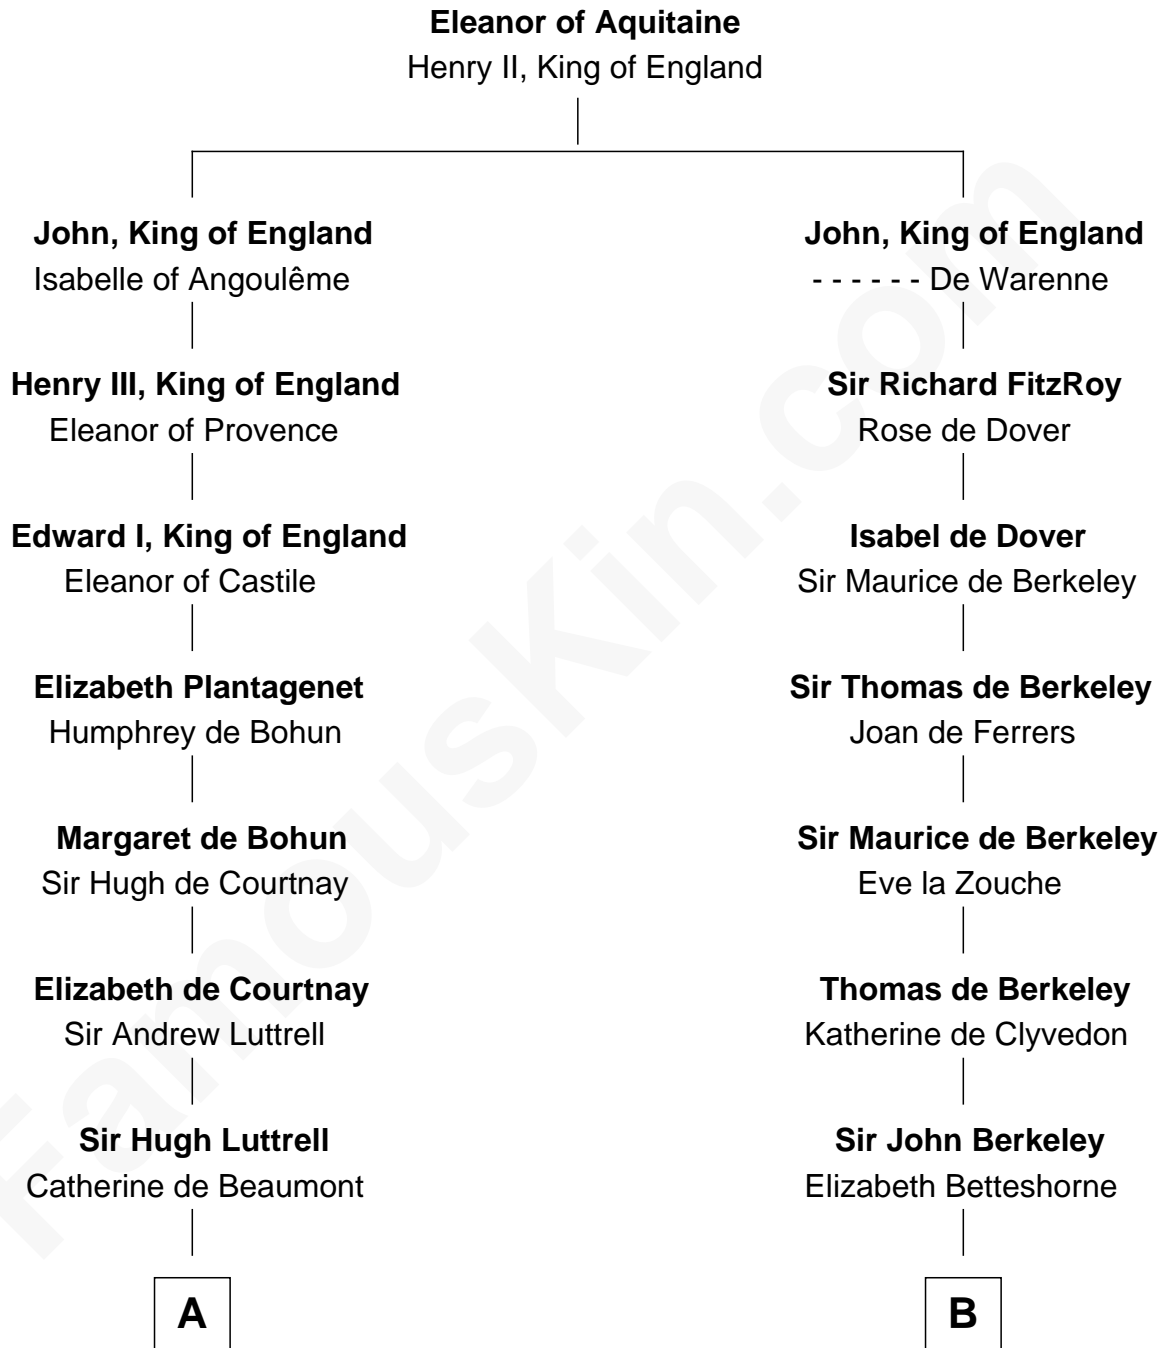 Eleanor of Aquitaine
Henry II, King of England
John, King of England
Isabelle of Angoulême
Henry III, King of England
Eleanor of Provence
Edward I, King of England
Eleanor of Castile
Elizabeth Plantagenet
Humphrey de Bohun
Margaret de Bohun
Sir Hugh de Courtnay
Elizabeth de Courtnay
Sir Andrew Luttrell
Sir Hugh Luttrell
Catherine de Beaumont
A
John, King of England
- - - - - - De Warenne
Sir Richard FitzRoy
Rose de Dover
Isabel de Dover
Sir Maurice de Berkeley
Sir Thomas de Berkeley
Joan de Ferrers
Sir Maurice de Berkeley
Eve la Zouche
Thomas de Berkeley
Katherine de Clyvedon
Sir John Berkeley
Elizabeth Betteshorne
B
FamousKin.com